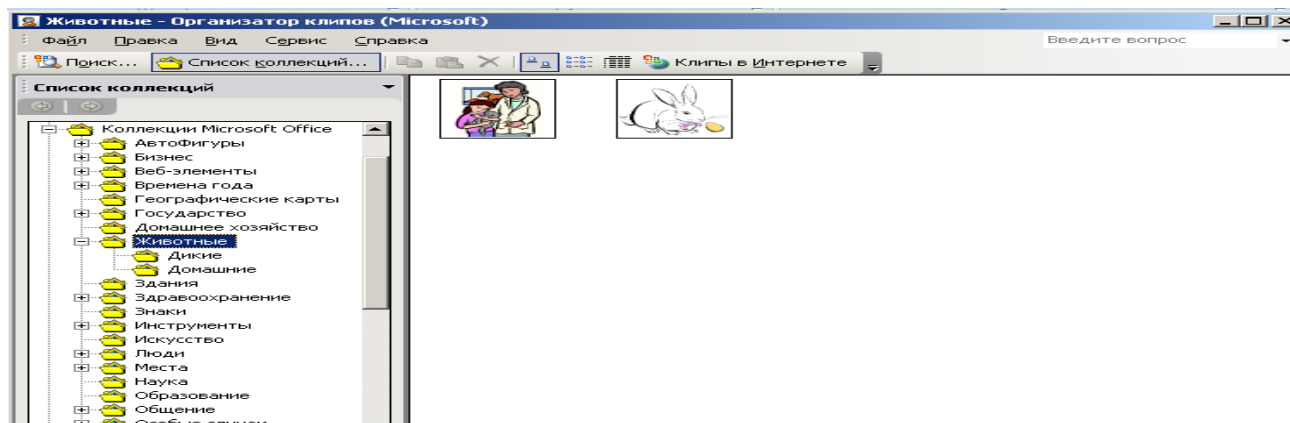 Животные - Организатор клипов (Microsoft)
Файл Правка Вид Сервис Справка Введите вопрос
Поиск... Список коллекций... Клипы в Интернете
Список коллекций
Коллекции Microsoft Office
АвтоФигуры
Бизнес
Веб-элементы
Времена года
Географические карты
Государство
Домашнее хозяйство
Животные
Дикие
Домашние
Здания
Здравоохранение
Знаки
Инструменты
Искусство
Люди
Места
Наука
Образование
Общение